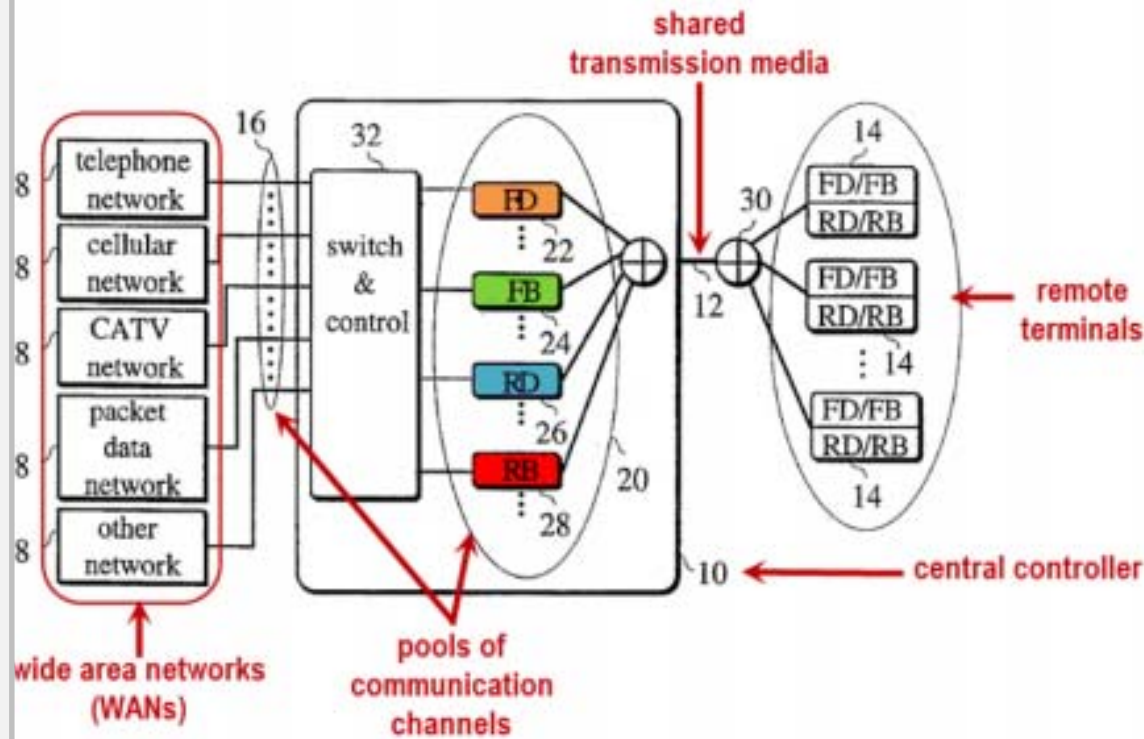 shared
transmission media
16
32
14
8
telephone
network
FD
30
FD/FB
RD/RB
22
8
cellular
network
switch
&
control
FB
12
FD/FB
RD/RB
remote
terminals
8
CATV
network
24
14
RD
packet
data
network
26
FD/FB
RD/RB
8
RB
20
14
28
8
other
network
10
central controller
wide area networks
(WANs)
pools of
communication
channels